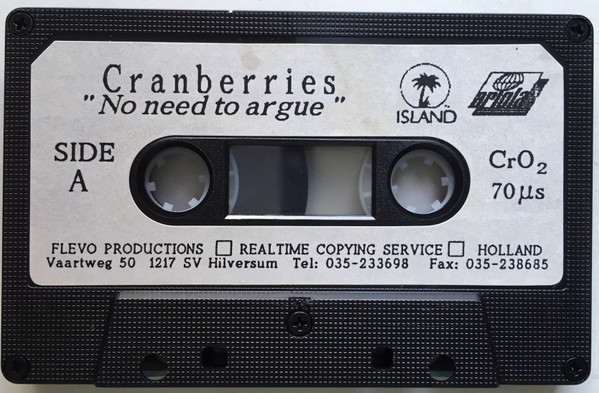 Cranberries
"No need to argue"
ISLAND
ariola
SIDE
A
CrO₂
70µs
FLEVO PRODUCTIONS □ REALTIME COPYING SERVICE □ HOLLAND
Vaartweg 50 1217 SV Hilversum Tel: 035-233698 Fax: 035-238685